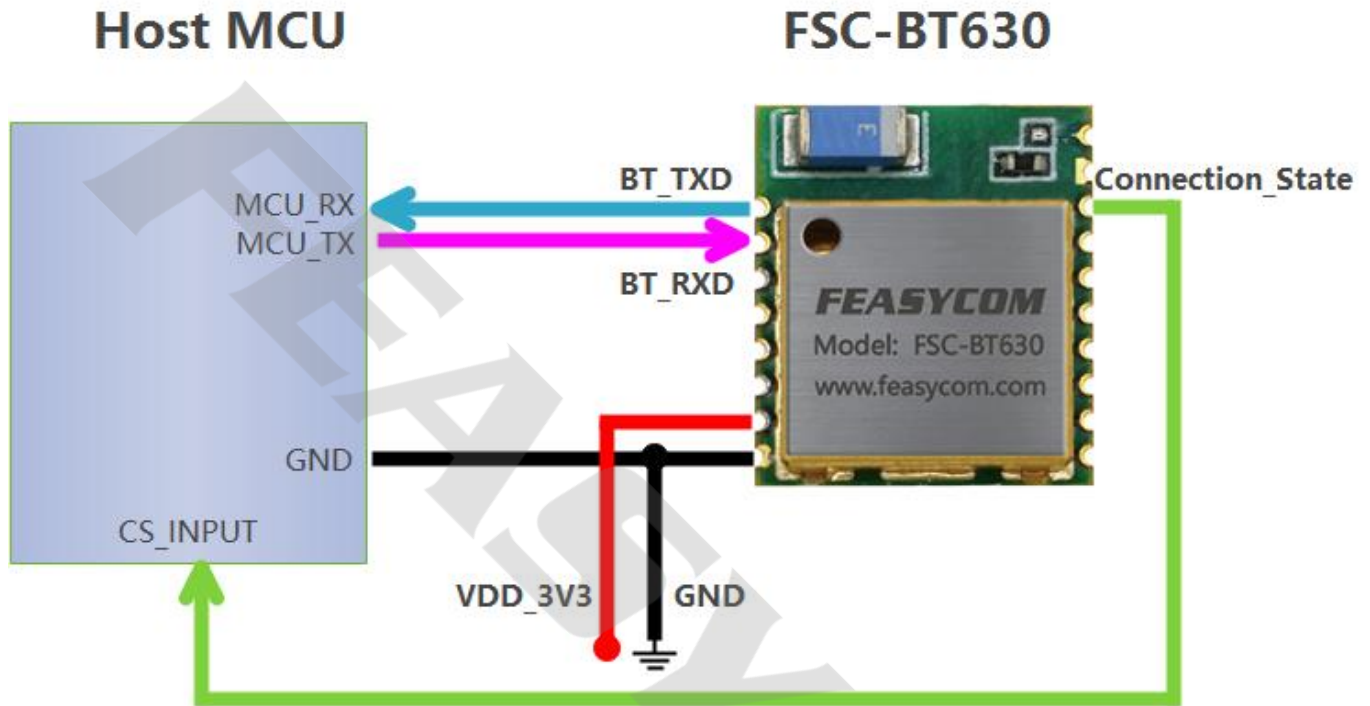 Host MCU
FSC-BT630
MCU_RX
MCU_TX
GND
CS_INPUT
BT_TXD
BT_RXD
Connection_State
E
FEASYCOM
Model: FSC-BT630
www.feasycom.com
VDD_3V3
GND
FEASY